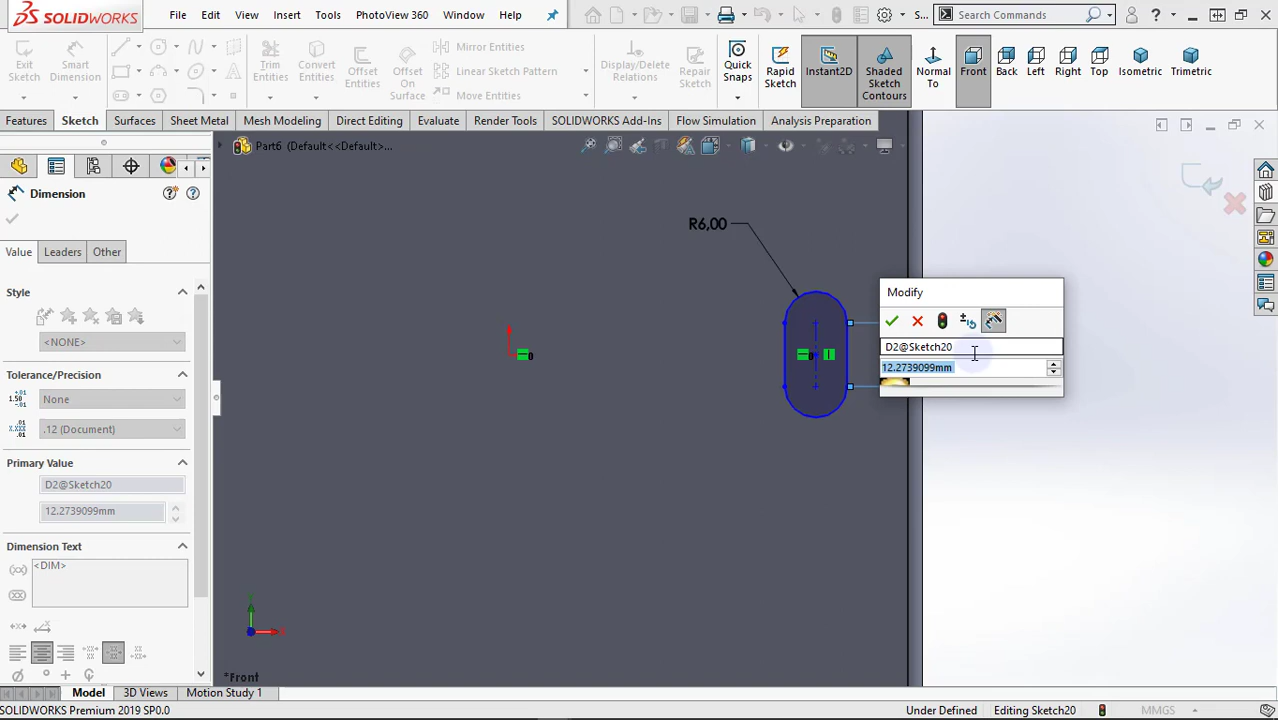 SOLIDWORKS File Edit View Insert Tools PhotoView 360 Window Help S... Search Commands ?
Exit Sketch
Smart Dimension
Trim Entities
Convert Entities
Offset Entities
Offset On Surface
Mirror Entities
Linear Sketch Pattern
Move Entities
Display/Delete Relations
Repair Sketch
Quick Snaps
Rapid Sketch
Instant2D
Shaded Sketch Contours
Normal To
Front
Back
Left
Right
Top
Isometric
Trimetric
Features Sketch Surfaces Sheet Metal Mesh Modeling Direct Editing Evaluate Render Tools SOLIDWORKS Add-Ins Flow Simulation Analysis Preparation
Part6 (Default<<Default>...
Dimension
Value Leaders Other
Style
<NONE>
Tolerance/Precision
None
.12 (Document)
Primary Value
D2@Sketch20
12.2739099mm
Dimension Text
<DIM>
R6,00
Modify
D2@Sketch20
12.2739099mm
Y
X
*Front
Model 3D Views Motion Study 1
SOLIDWORKS Premium 2019 SP0.0 Under Defined Editing Sketch20 MMGS